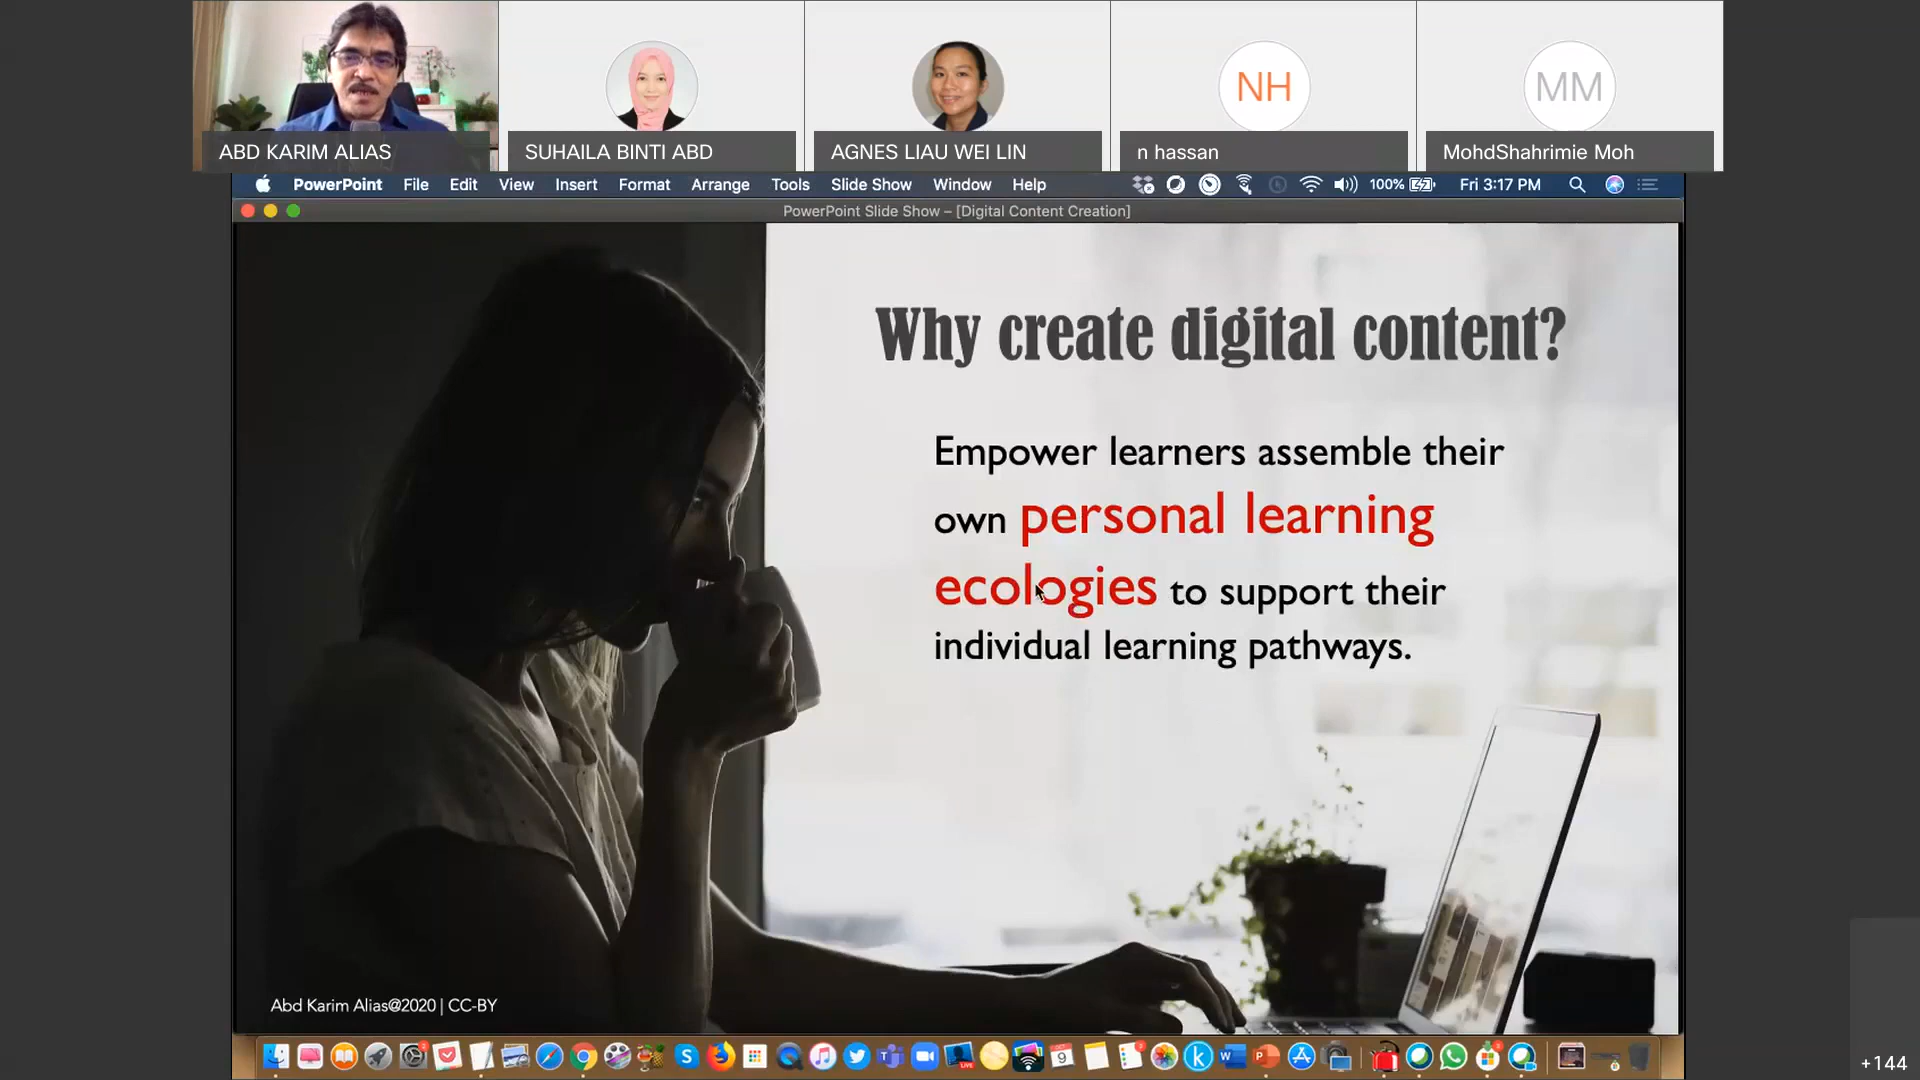 NH
MM
ABD KARIM ALIAS
SUHAILA BINTI ABD
AGNES LIAU WEI LIN
n hassan
MohdShahrimie Moh
PowerPoint File Edit View Insert Format Arrange Tools Slide Show Window Help 100% Fri 3:17 PM
PowerPoint Slide Show – [Digital Content Creation]
Why create digital content?
Empower learners assemble their
own personal learning
ecologies to support their
individual learning pathways.
Abd Karim Alias@2020 | CC-BY
+144